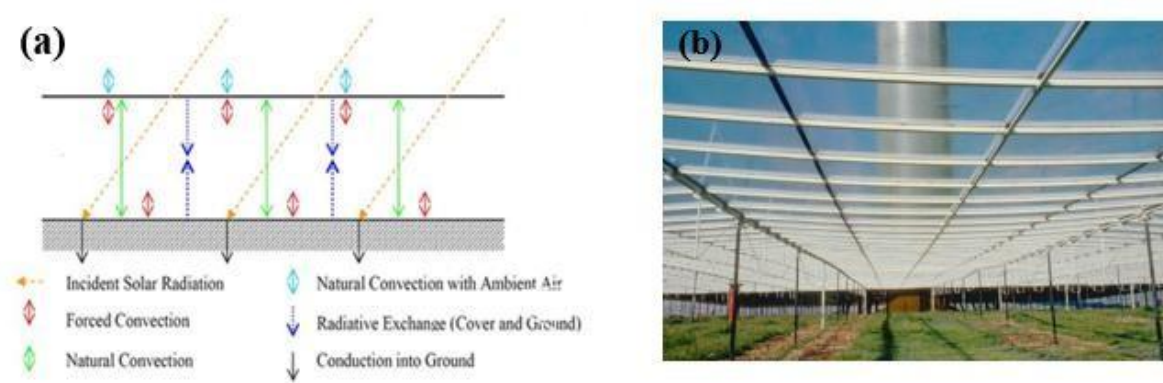 (a)
(b)
Incident Solar Radiation
Natural Convection with Ambient Air
Forced Convection
Radiative Exchange (Cover and Ground)
Natural Convection
Conduction into Ground